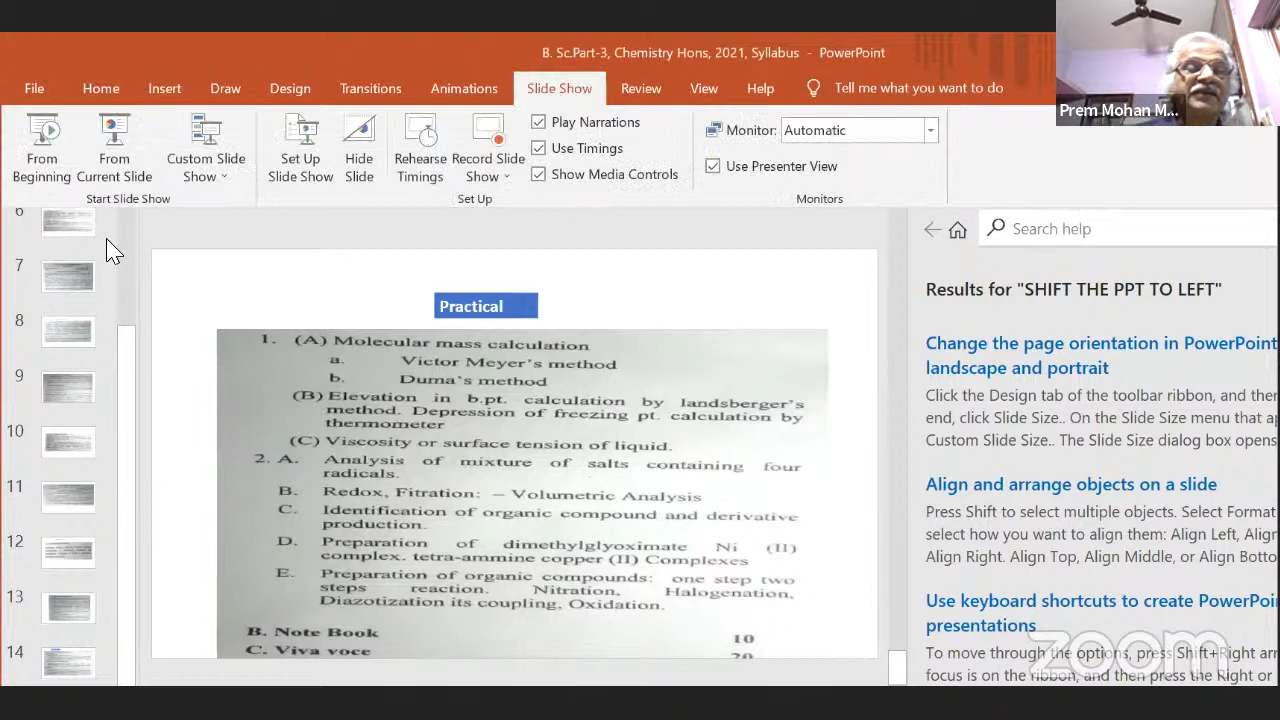 B. Sc.Part-3, Chemistry Hons, 2021, Syllabus - PowerPoint
Prem Mohan M...
File Home Insert Draw Design Transitions Animations Slide Show Review View Help Tell me what you want to do
From Beginning
From Current Slide
Custom Slide Show
Start Slide Show
Set Up Slide Show
Hide Slide
Rehearse Timings
Record Slide Show
Play Narrations
Use Timings
Show Media Controls
Set Up
Monitor: Automatic
Use Presenter View
Monitors
6
7
8
9
10
11
12
13
14
Practical
1. (A) Molecular mass calculation
a. Victor Meyer's method
b. Duma's method
(B) Elevation in b.pt. calculation by landsberger's
method. Depression of freezing pt. calculation by
thermometer
(C) Viscosity or surface tension of liquid.
2. A. Analysis of mixture of salts containing four
radicals.
B. Redox, Fitration: – Volumetric Analysis
C. Identification of organic compound and derivative
production.
D. Preparation of dimethylglyoximate Ni (II)
complex. tetra-ammine copper (II) Complexes
E. Preparation of organic compounds: one step two
steps reaction. Nitration, Halogenation,
Diazotization its coupling, Oxidation.
B. Note Book 10
C. Viva voce 20
Search help
Results for "SHIFT THE PPT TO LEFT"
Change the page orientation in PowerPoint
landscape and portrait
Click the Design tab of the toolbar ribbon, and
end, click Slide Size.. On the Slide Size menu that
Custom Slide Size.. The Slide Size dialog box opens
Align and arrange objects on a slide
Press Shift to select multiple objects. Select Format
select how you want to align them: Align Left,
Align Right. Align Top, Align Middle, or Align
Use keyboard shortcuts to create
presentations
To move through the options, press Shift+Right
focus is on the ribbon, and then press the Right or
zoom